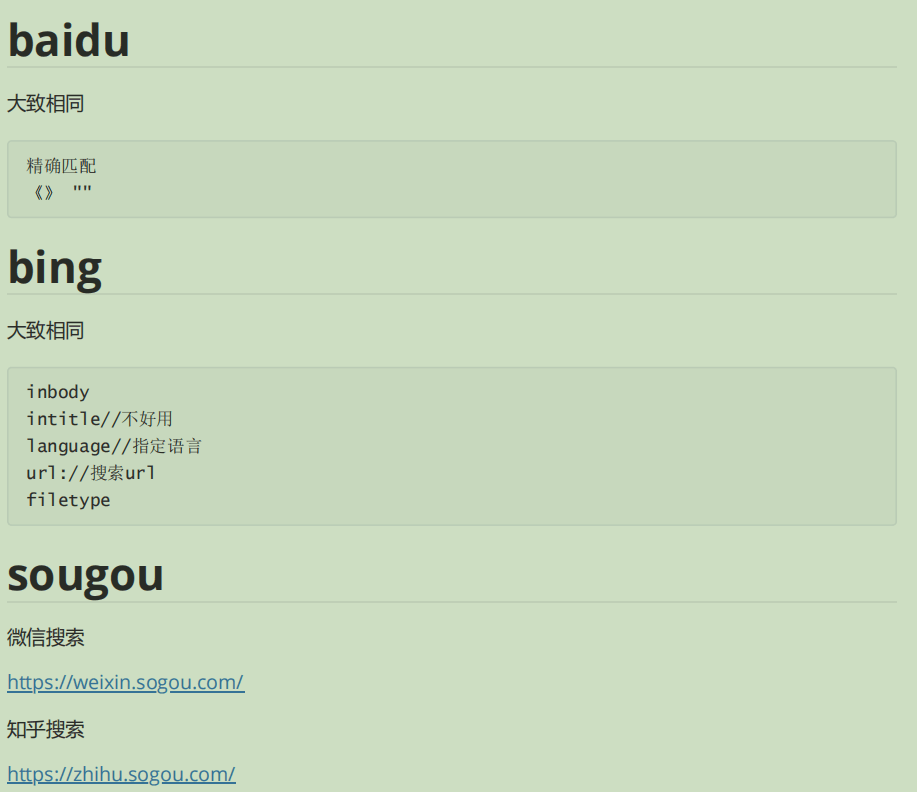 baidu
大致相同
精确匹配
《》 ""
bing
大致相同
inbody
intitle//不好用
language//指定语言
url://搜索url
filetype
sougou
微信搜索
https://weixin.sogou.com/
知乎搜索
https://zhihu.sogou.com/